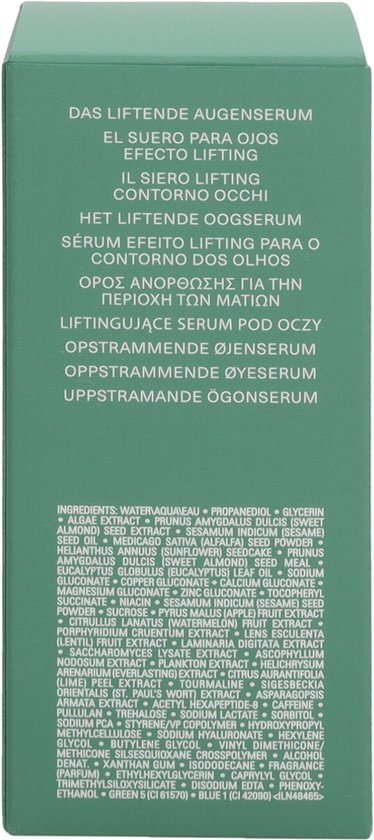 DAS LIFTENDE AUGENSERUM
EL SUERO PARA OJOS
EFECTO LIFTING
IL SIERO LIFTING
CONTORNO OCCHI
HET LIFTENDE OOGSERUM
SÉRUM EFEITO LIFTING PARA O
CONTORNO DOS OLHOS
ΟΡΟΣ ΑΝΟΡΘΩΣΗΣ ΓΙΑ ΤΗΝ
ΠΕΡΙΟΧΗ ΤΩΝ ΜΑΤΙΩΝ
LIFTINGUJĄCE SERUM POD OCZY
OPSTRAMMENDE ØJENSERUM
OPPSTRAMMENDE ØYESERUM
UPPSTRAMANDE ÖGONSERUM
INGREDIENTS: WATER\AQUA\EAU • PROPANEDIOL • GLYCERIN
• ALGAE EXTRACT • PRUNUS AMYGDALUS DULCIS (SWEET
ALMOND) SEED EXTRACT • SESAMUM INDICUM (SESAME)
SEED OIL • MEDICAGO SATIVA (ALFALFA) SEED POWDER •
HELIANTHUS ANNUUS (SUNFLOWER) SEEDCAKE • PRUNUS
AMYGDALUS DULCIS (SWEET ALMOND) SEED MEAL •
EUCALYPTUS GLOBULUS (EUCALYPTUS) LEAF OIL • SODIUM
GLUCONATE • COPPER GLUCONATE • CALCIUM GLUCONATE •
MAGNESIUM GLUCONATE • ZINC GLUCONATE • TOCOPHERYL
SUCCINATE • NIACIN • SESAMUM INDICUM (SESAME) SEED
POWDER • SUCROSE • PYRUS MALUS (APPLE) FRUIT EXTRACT
• CITRULLUS LANATUS (WATERMELON) FRUIT EXTRACT •
PORPHYRIDIUM CRUENTUM EXTRACT • LENS ESCULENTA
(LENTIL) FRUIT EXTRACT • LAMINARIA DIGITATA EXTRACT
• SACCHAROMYCES LYSATE EXTRACT • ASCOPHYLLUM
NODOSUM EXTRACT • PLANKTON EXTRACT • HELICHRYSUM
ARENARIUM (EVERLASTING) EXTRACT • CITRUS AURANTIFOLIA
(LIME) PEEL EXTRACT • TOURMALINE • SIGESBECKIA
ORIENTALIS (ST. PAUL'S WORT) EXTRACT • ASPARAGOPSIS
ARMATA EXTRACT • ACETYL HEXAPEPTIDE-8 • CAFFEINE •
PULLULAN • TREHALOSE • SODIUM LACTATE • SORBITOL •
SODIUM PCA • STYRENE/VP COPOLYMER • HYDROXYPROPYL
METHYLCELLULOSE • SODIUM HYALURONATE • HEXYLENE
GLYCOL • BUTYLENE GLYCOL • VINYL DIMETHICONE/
METHICONE SILSESQUIOXANE CROSSPOLYMER • ALCOHOL
DENAT. • XANTHAN GUM • ISODODECANE • FRAGRANCE
(PARFUM) • ETHYLHEXYLGLYCERIN • CAPRYLYL GLYCOL •
TRIMETHYLSILOXYSILICATE • DISODIUM EDTA • PHENOXY-
ETHANOL • GREEN 5 (CI 61570) • BLUE 1 (CI 42090) <ILN48465>